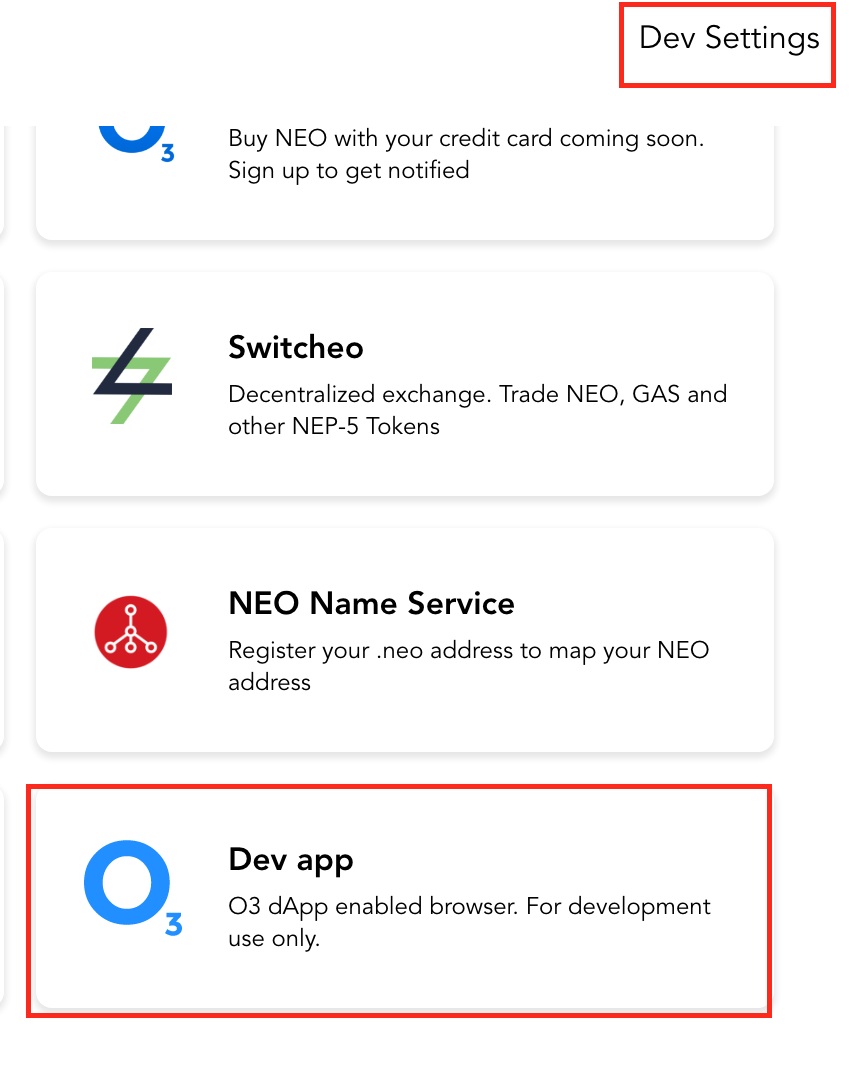 Dev Settings
3
Buy NEO with your credit card coming soon.
Sign up to get notified
Switcheo
Decentralized exchange. Trade NEO, GAS and
other NEP-5 Tokens
NEO Name Service
Register your .neo address to map your NEO
address
O3
Dev app
O3 dApp enabled browser. For development
use only.